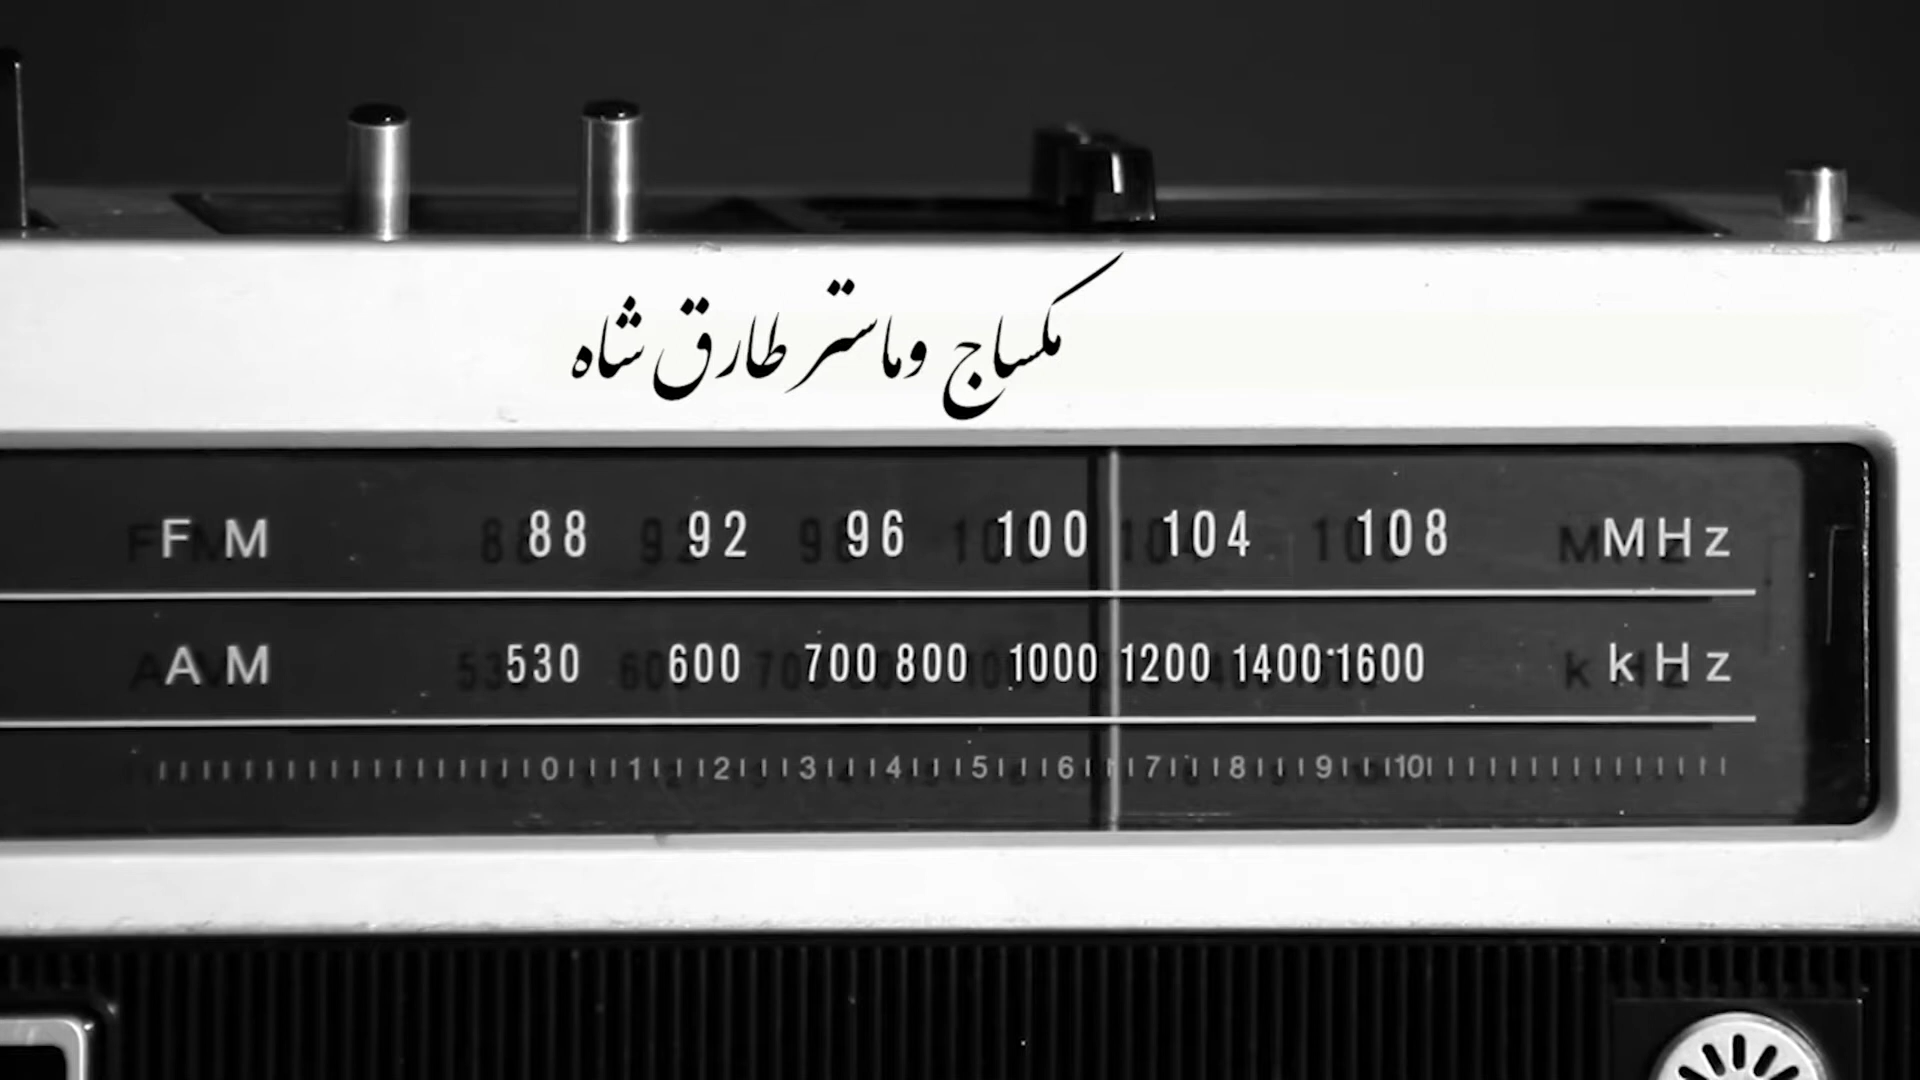 مکساج وماستر طارق شاه
FM 88 92 96 100 104 108 MHz
AM 530 600 700 800 1000 1200 1400 1600 kHz
0 1 2 3 4 5 6 7 8 9 10